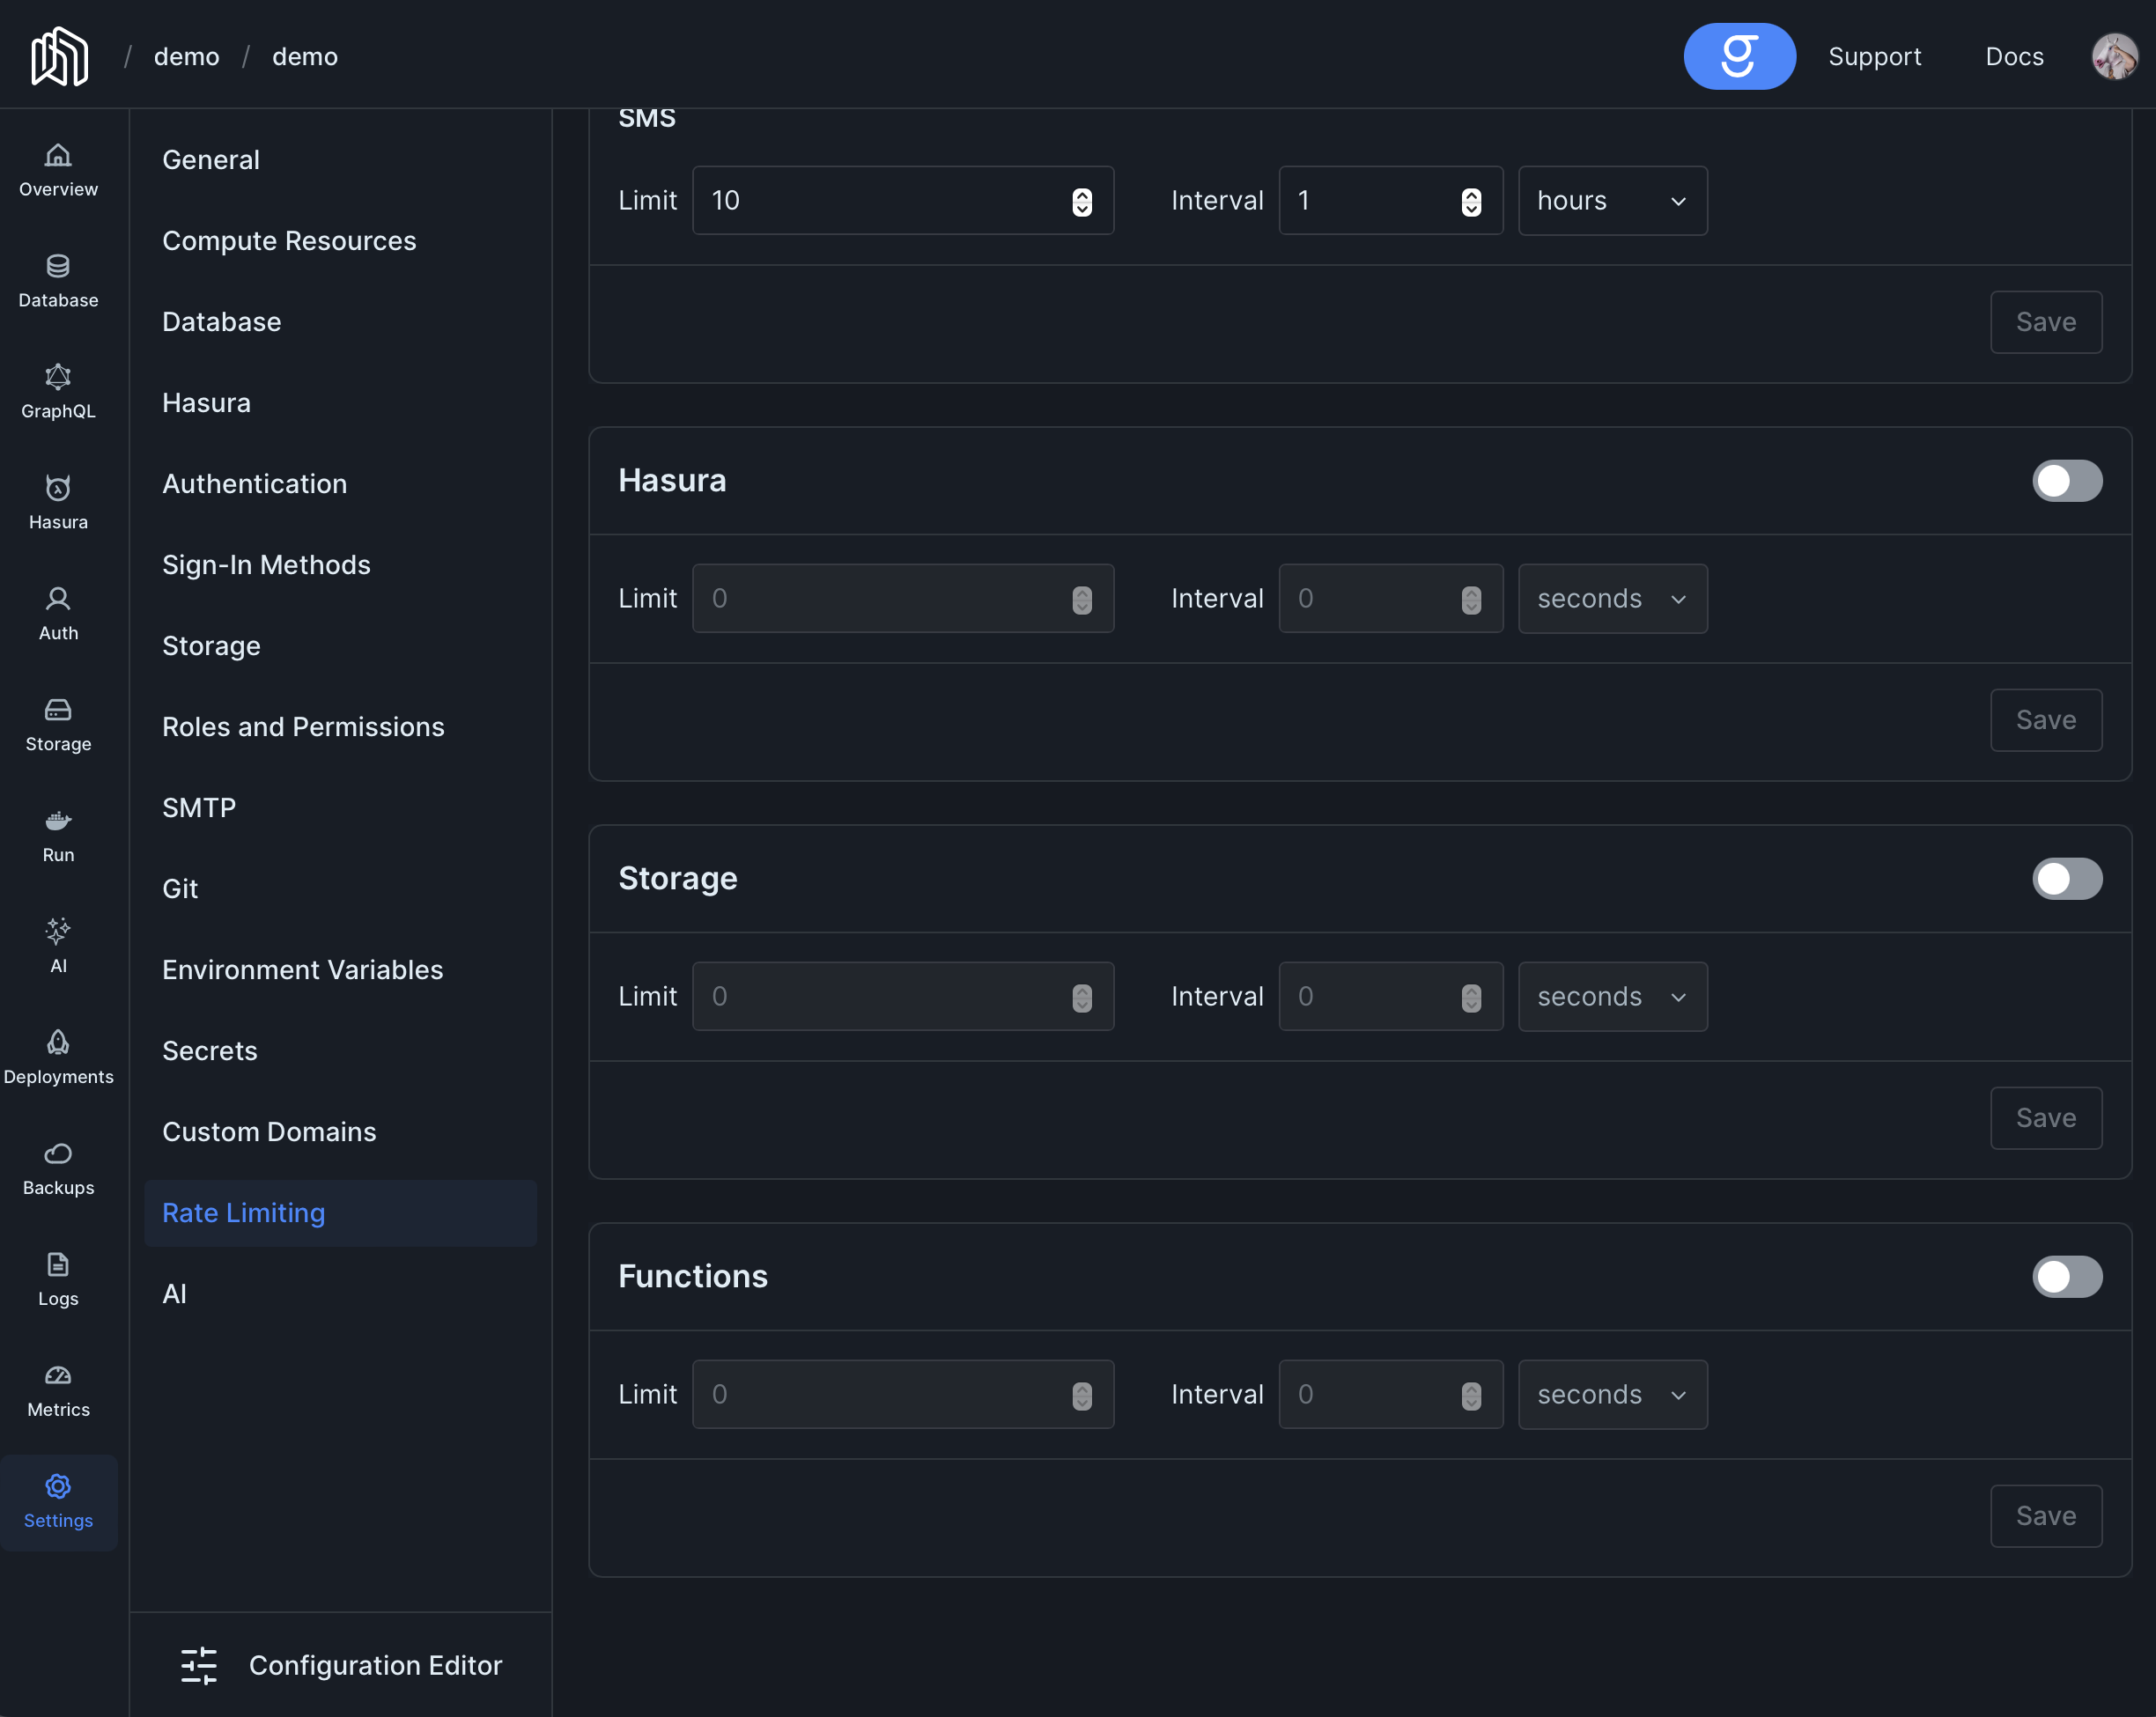 / demo / demo
Support
Docs
Overview
Database
GraphQL
Hasura
Auth
Storage
Run
AI
Deployments
Backups
Logs
Metrics
Settings
General
Compute Resources
Database
Hasura
Authentication
Sign-In Methods
Storage
Roles and Permissions
SMTP
Git
Environment Variables
Secrets
Custom Domains
Rate Limiting
AI
Configuration Editor
SMS
Limit 10 Interval 1 hours
Save
Hasura
Limit 0 Interval 0 seconds
Save
Storage
Limit 0 Interval 0 seconds
Save
Functions
Limit 0 Interval 0 seconds
Save